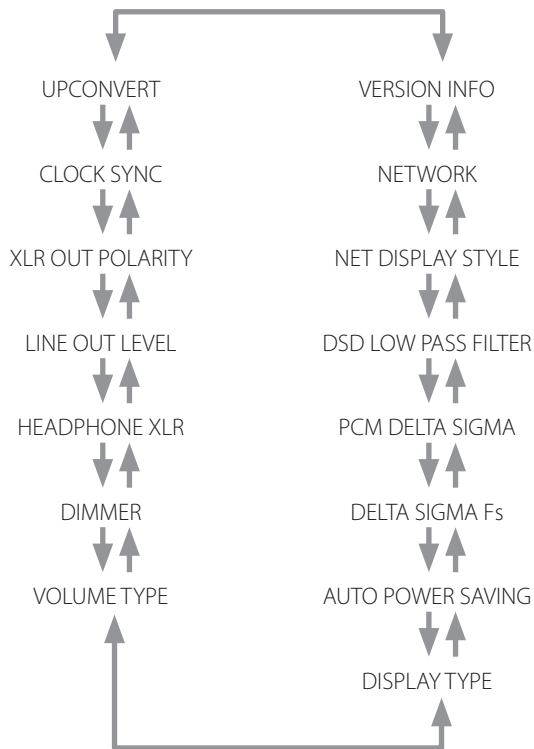 UPCONVERT
CLOCK SYNC
XLR OUT POLARITY
LINE OUT LEVEL
HEADPHONE XLR
DIMMER
VOLUME TYPE
VERSION INFO
NETWORK
NET DISPLAY STYLE
DSD LOW PASS FILTER
PCM DELTA SIGMA
DELTA SIGMA Fs
AUTO POWER SAVING
DISPLAY TYPE